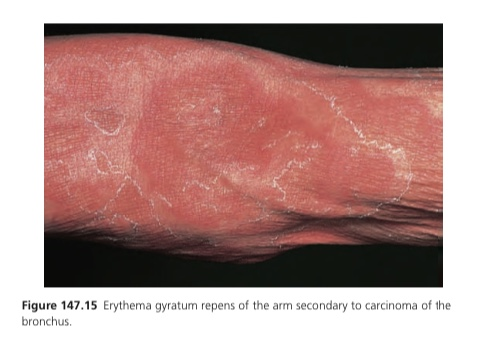 Figure 147.15 Erythema gyratum repens of the arm secondary to carcinoma of the
bronchus.